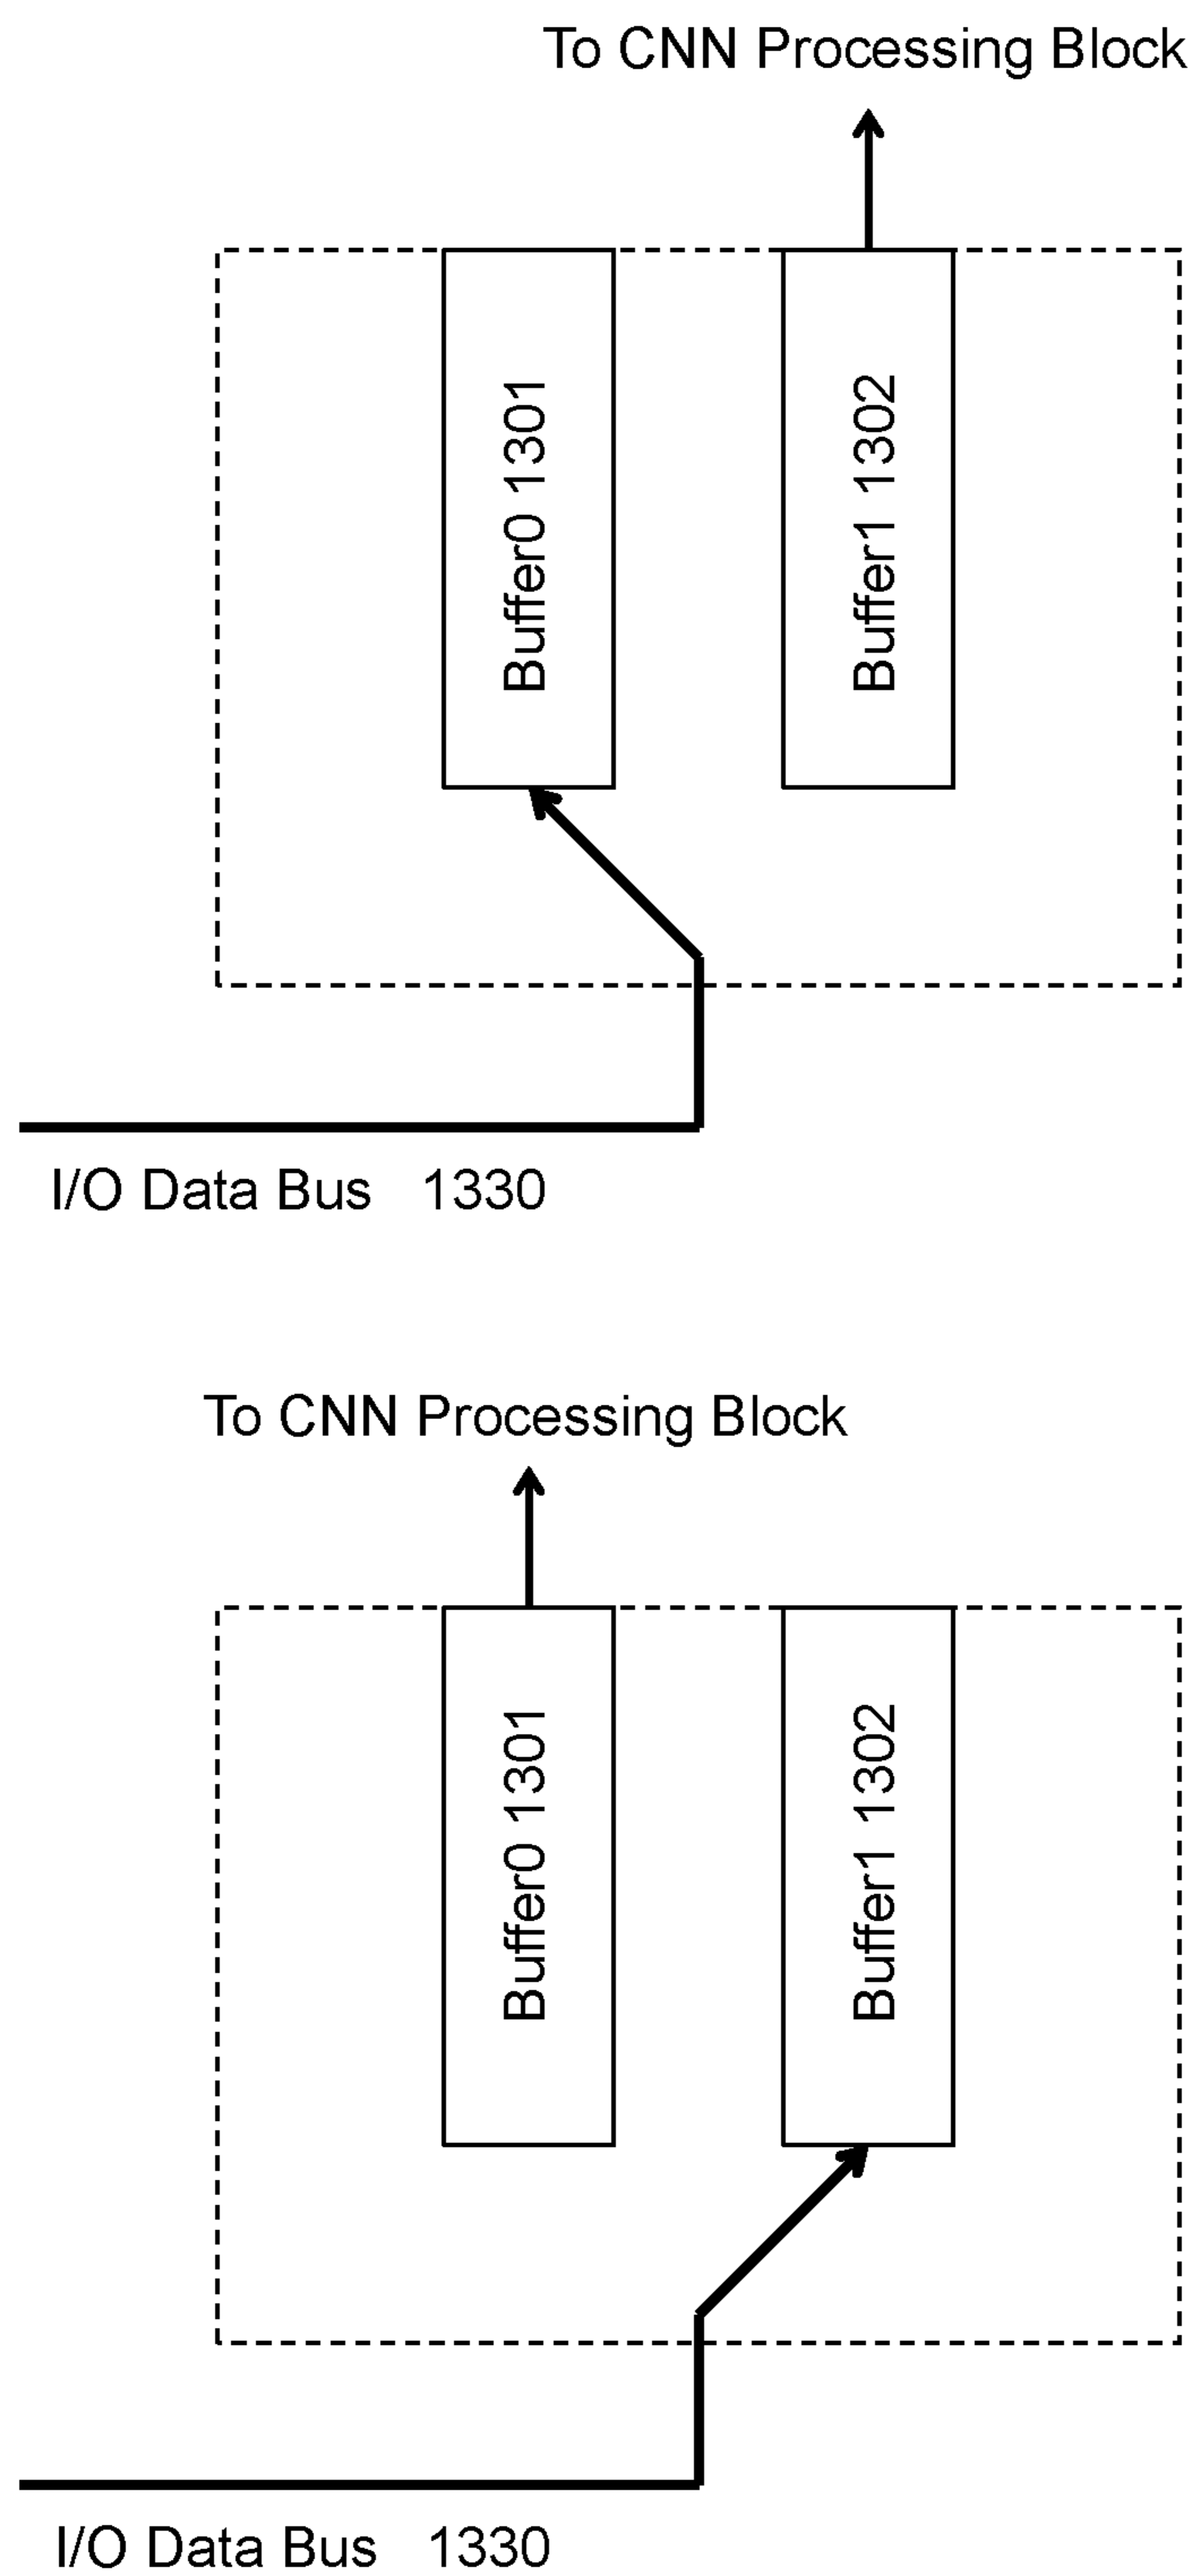 To CNN Processing Block
Buffer0 1301
Buffer1 1302
I/O Data Bus 1330
To CNN Processing Block
Buffer0 1301
Buffer1 1302
I/O Data Bus 1330